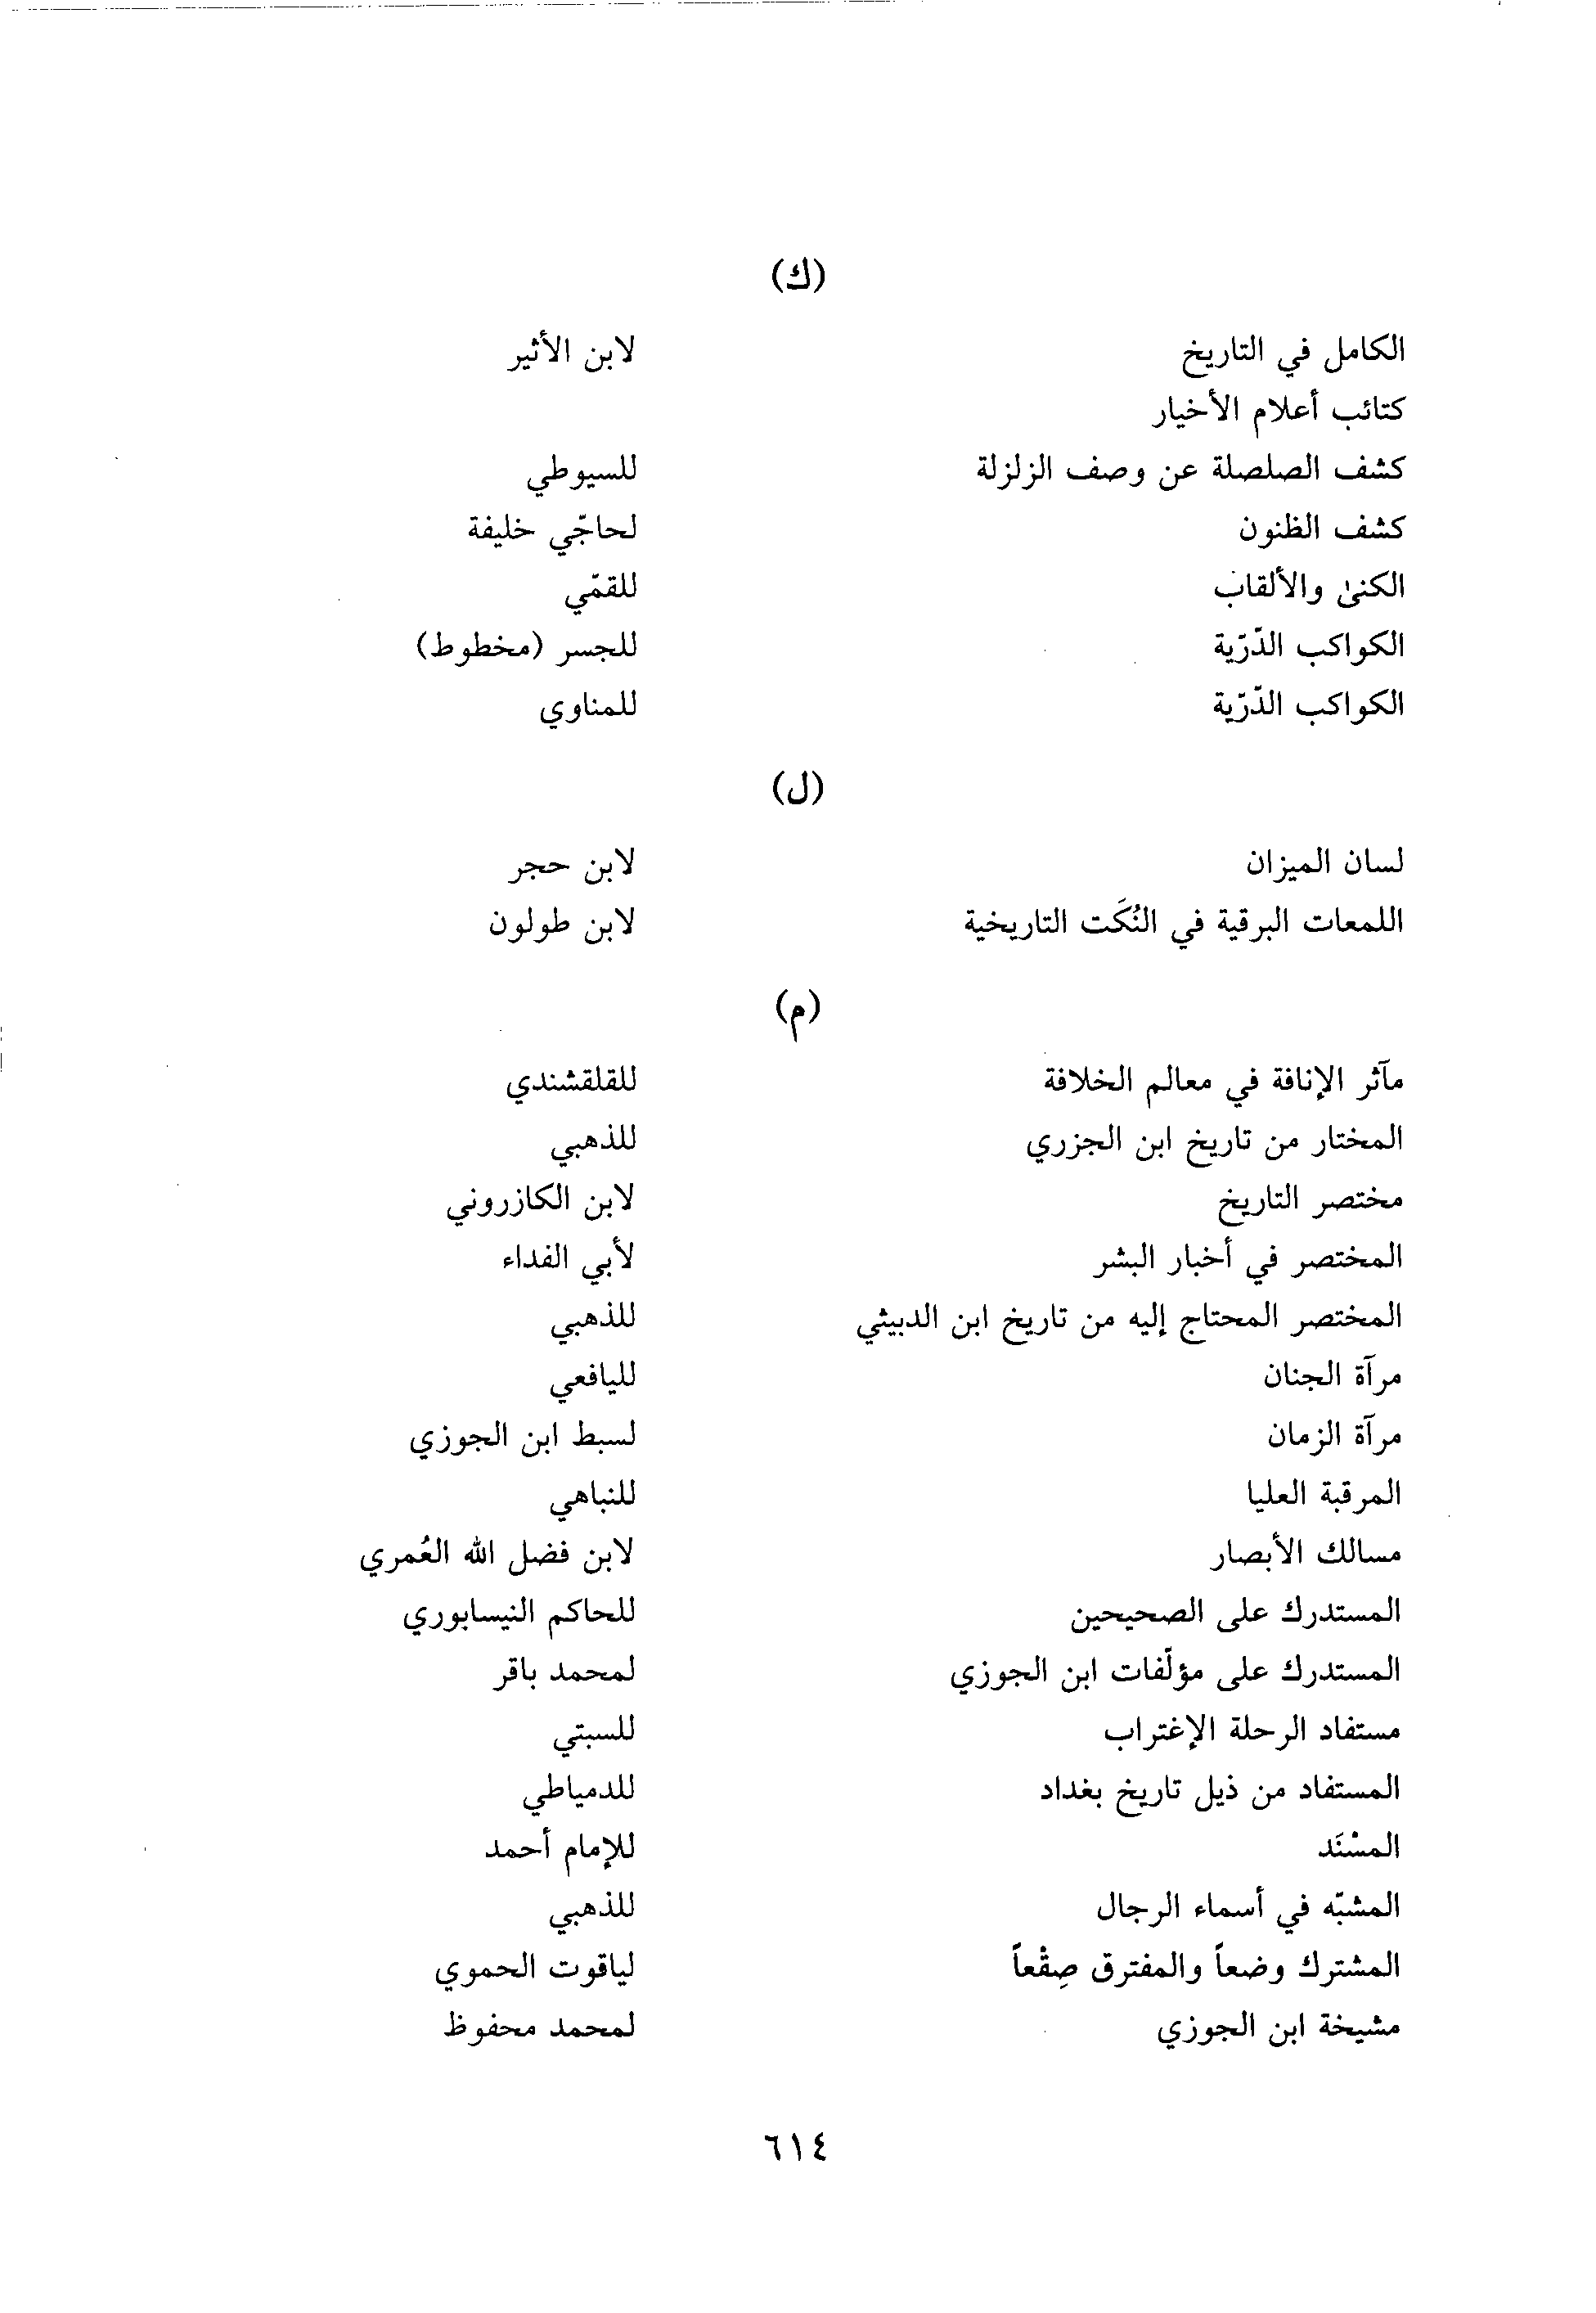 (ك)
الكامل في التاريخ لابن الأثير
كتائب أعلام الأخيار
كشف الصلصلة عن وصف الزلزلة للسيوطي
كشف الظنون لحاجّي خليفة
الكنىٰ والألقاب للقمّي
الكواكب الدّرّية للجسر (مخطوط)
الكواكب الدّرّية للمناوي
(ل)
لسان الميزان لابن حجر
اللمعات البرقية في النُكَت التاريخية لابن طولون
(م)
مآثر الإنافة في معالم الخلافة للقلقشندي
المختار من تاريخ ابن الجزري للذهبي
مختصر التاريخ لابن الكازروني
المختصر في أخبار البشر لأبي الفداء
المختصر المحتاج إليه من تاريخ ابن الدبيثي للذهبي
مرآة الجنان لليافعي
مرآة الزمان لسبط ابن الجوزي
المرقبة العليا للنباهي
مسالك الأبصار لابن فضل الله العُمري
المستدرك على الصحيحين للحاكم النيسابوري
المستدرك على مؤلّفات ابن الجوزي لمحمد باقر
مستفاد الرحلة الإغتراب للسبتي
المستفاد من ذيل تاريخ بغداد للدمياطي
المسْنَد للإمام أحمد
المشبّه في أسماء الرجال للذهبي
المشترك وضعاً والمفترق صِقْعاً لياقوت الحموي
مشيخة ابن الجوزي لمحمد محفوظ
٦١٤